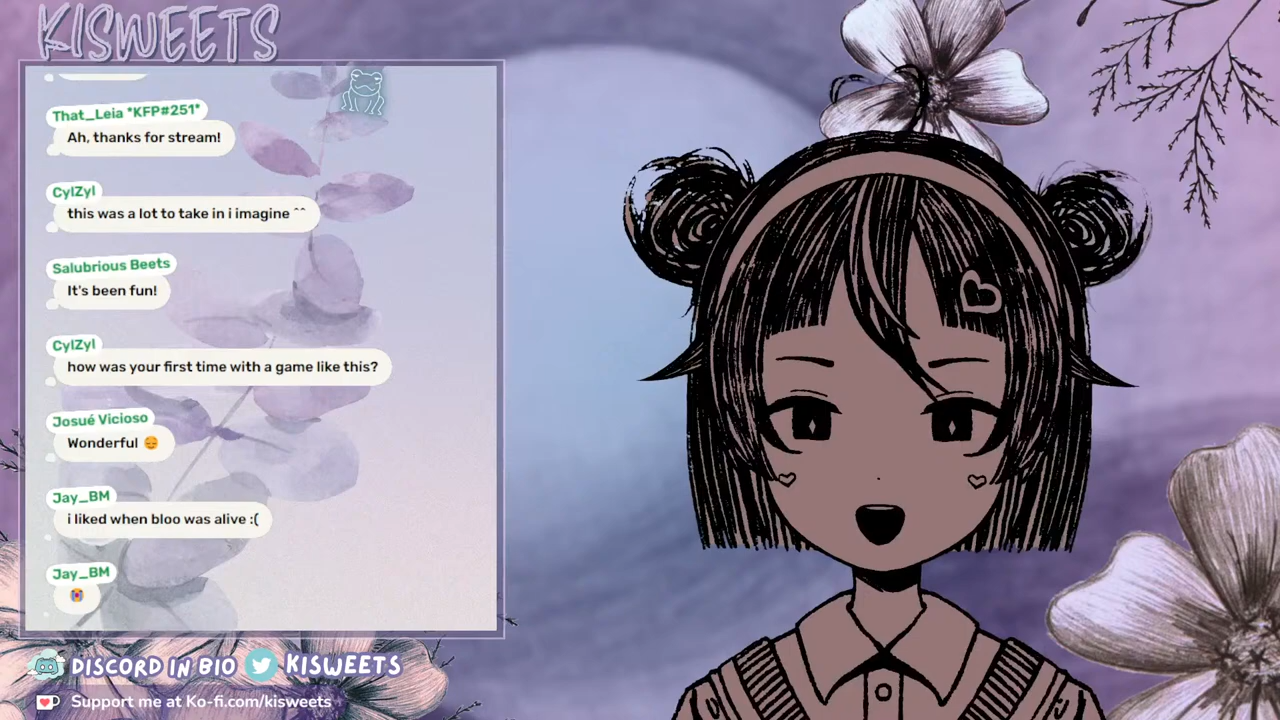 KISWEETS
That_Leia *KFP#251*
Ah, thanks for stream!
CylZyl
this was a lot to take in i imagine ^^
Salubrious Beets
It's been fun!
CylZyl
how was your first time with a game like this?
Josué Vicioso
Wonderful 😌
Jay_BM
i liked when bloo was alive :(
Jay_BM
DISCORD IN BIO KISWEETS
Support me at Ko-fi.com/kisweets